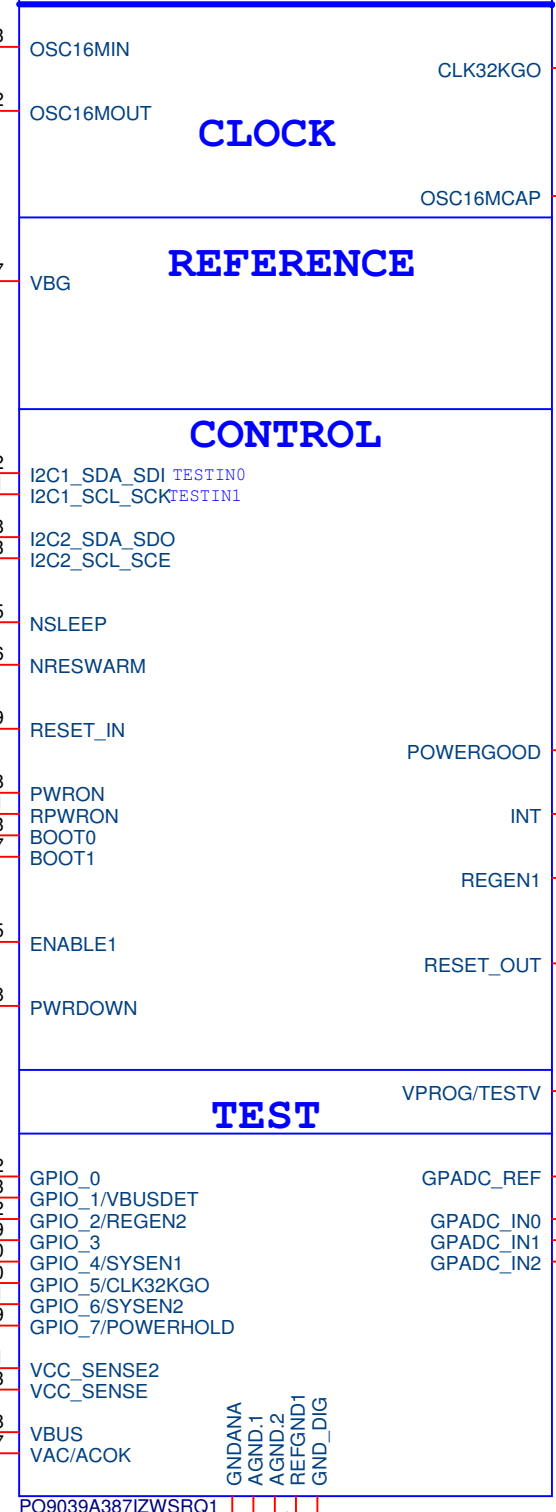 OSC16MIN
CLK32KGO
OSC16MOUT
CLOCK
OSC16MCAP
REFERENCE
VBG
CONTROL
I2C1_SDA_SDI TESTIN0
I2C1_SCL_SCK TESTIN1
I2C2_SDA_SDO
I2C2_SCL_SCE
NSLEEP
NRESWARM
RESET_IN
POWERGOOD
PWRON
RPWRON
INT
BOOT0
BOOT1
REGEN1
ENABLE1
RESET_OUT
PWRDOWN
VPROG/TESTV
TEST
GPIO_0
GPADC_REF
GPIO_1/VBUSDET
GPIO_2/REGEN2
GPADC_IN0
GPIO_3
GPADC_IN1
GPIO_4/SYSEN1
GPADC_IN2
GPIO_5/CLK32KGO
GPIO_6/SYSEN2
GPIO_7/POWERHOLD
VCC_SENSE2
VCC_SENSE
VBUS
VAC/ACOK
GNDANA
AGND.1
AGND.2
REFGND1
GND_DIG
PO9039A387IZWSRQ1